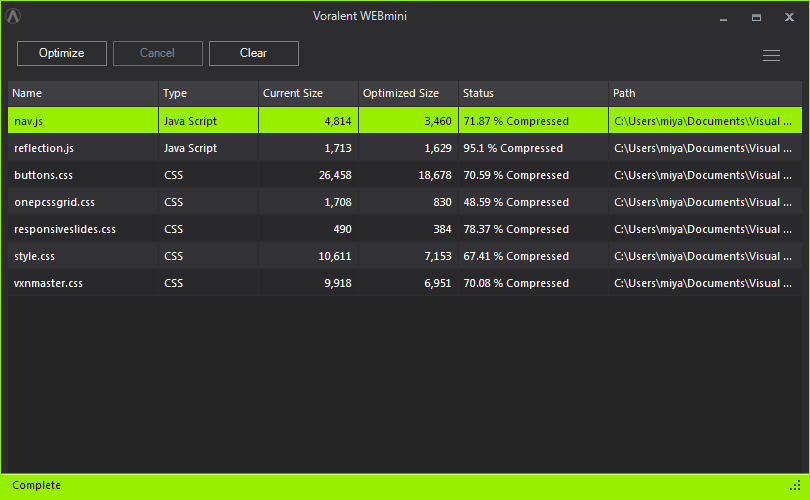 Voralent WEBmini
Optimize Cancel Clear
Name Type Current Size Optimized Size Status Path
nav.js Java Script 4,814 3,460 71.87 % Compressed C:\Users\miya\Documents\Visual ...
reflection.js Java Script 1,713 1,629 95.1 % Compressed C:\Users\miya\Documents\Visual ...
buttons.css CSS 26,458 18,678 70.59 % Compressed C:\Users\miya\Documents\Visual ...
onepcssgrid.css CSS 1,708 830 48.59 % Compressed C:\Users\miya\Documents\Visual ...
responsiveslides.css CSS 490 384 78.37 % Compressed C:\Users\miya\Documents\Visual ...
style.css CSS 10,611 7,153 67.41 % Compressed C:\Users\miya\Documents\Visual ...
vxnmaster.css CSS 9,918 6,951 70.08 % Compressed C:\Users\miya\Documents\Visual ...
Complete